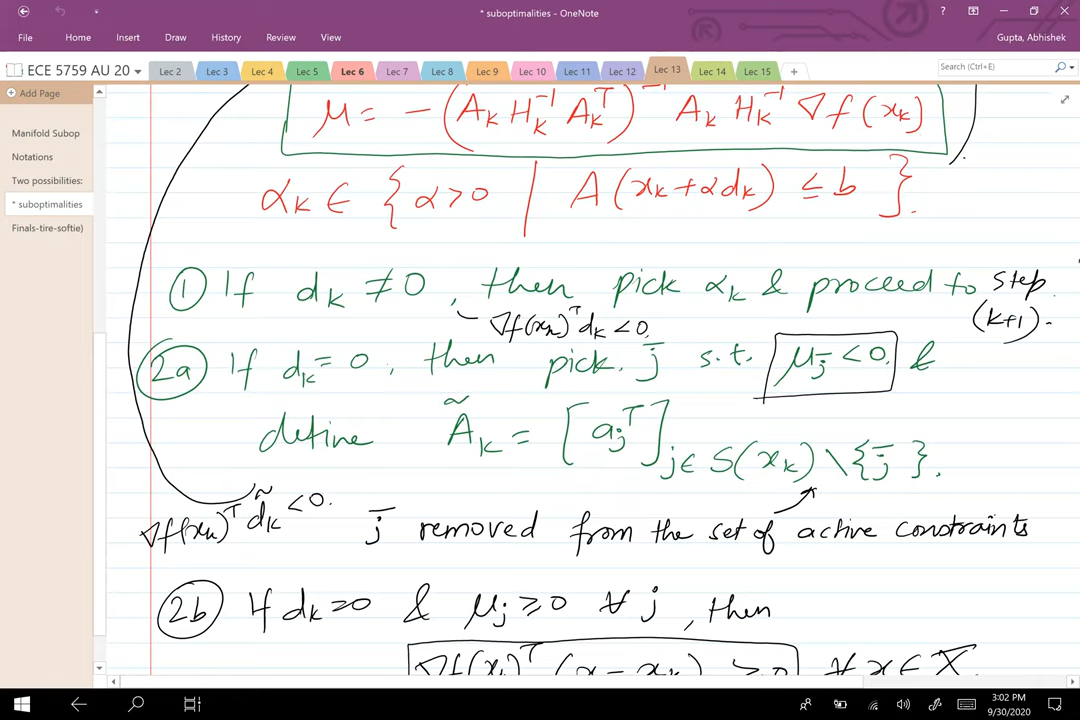 * suboptimalities - OneNote
? Gupta, Abhishek
File Home Insert Draw History Review View
ECE 5759 AU 20 Lec 2 Lec 3 Lec 4 Lec 5 Lec 6 Lec 7 Lec 8 Lec 9 Lec 10 Lec 11 Lec 12 Lec 13 Lec 14 Lec 15 + Search (Ctrl+E)
Add Page
Manifold Subop
Notations
Two possibilities:
* suboptimalities
Finals-tire-softie)
μ = - (A_k H_k^{-1} A_k^T)^{-1} A_k H_k^{-1} ∇f(x_k)
α_k ∈ { α>0 | A(x_k + αd_k) ≤ b }.
① If d_k ≠ 0, then pick α_k & proceed to step (k+1).
∇f(x_k)^T d_k < 0.
2a If d_k = 0, then pick j̄ s.t. μ_j̄ < 0 &
define Ã_k = [a_j^T]_{j ∈ S(x_k) \ {j̄}}.
∇f(x_k)^T d̃_k < 0. j̄ removed from the set of active constraints
2b If d_k = 0 & μ_j ≥ 0 ∀ j, then
∇f(x_k)^T (x - x_k) ≥ 0 ∀ x ∈ X
3:02 PM
9/30/2020